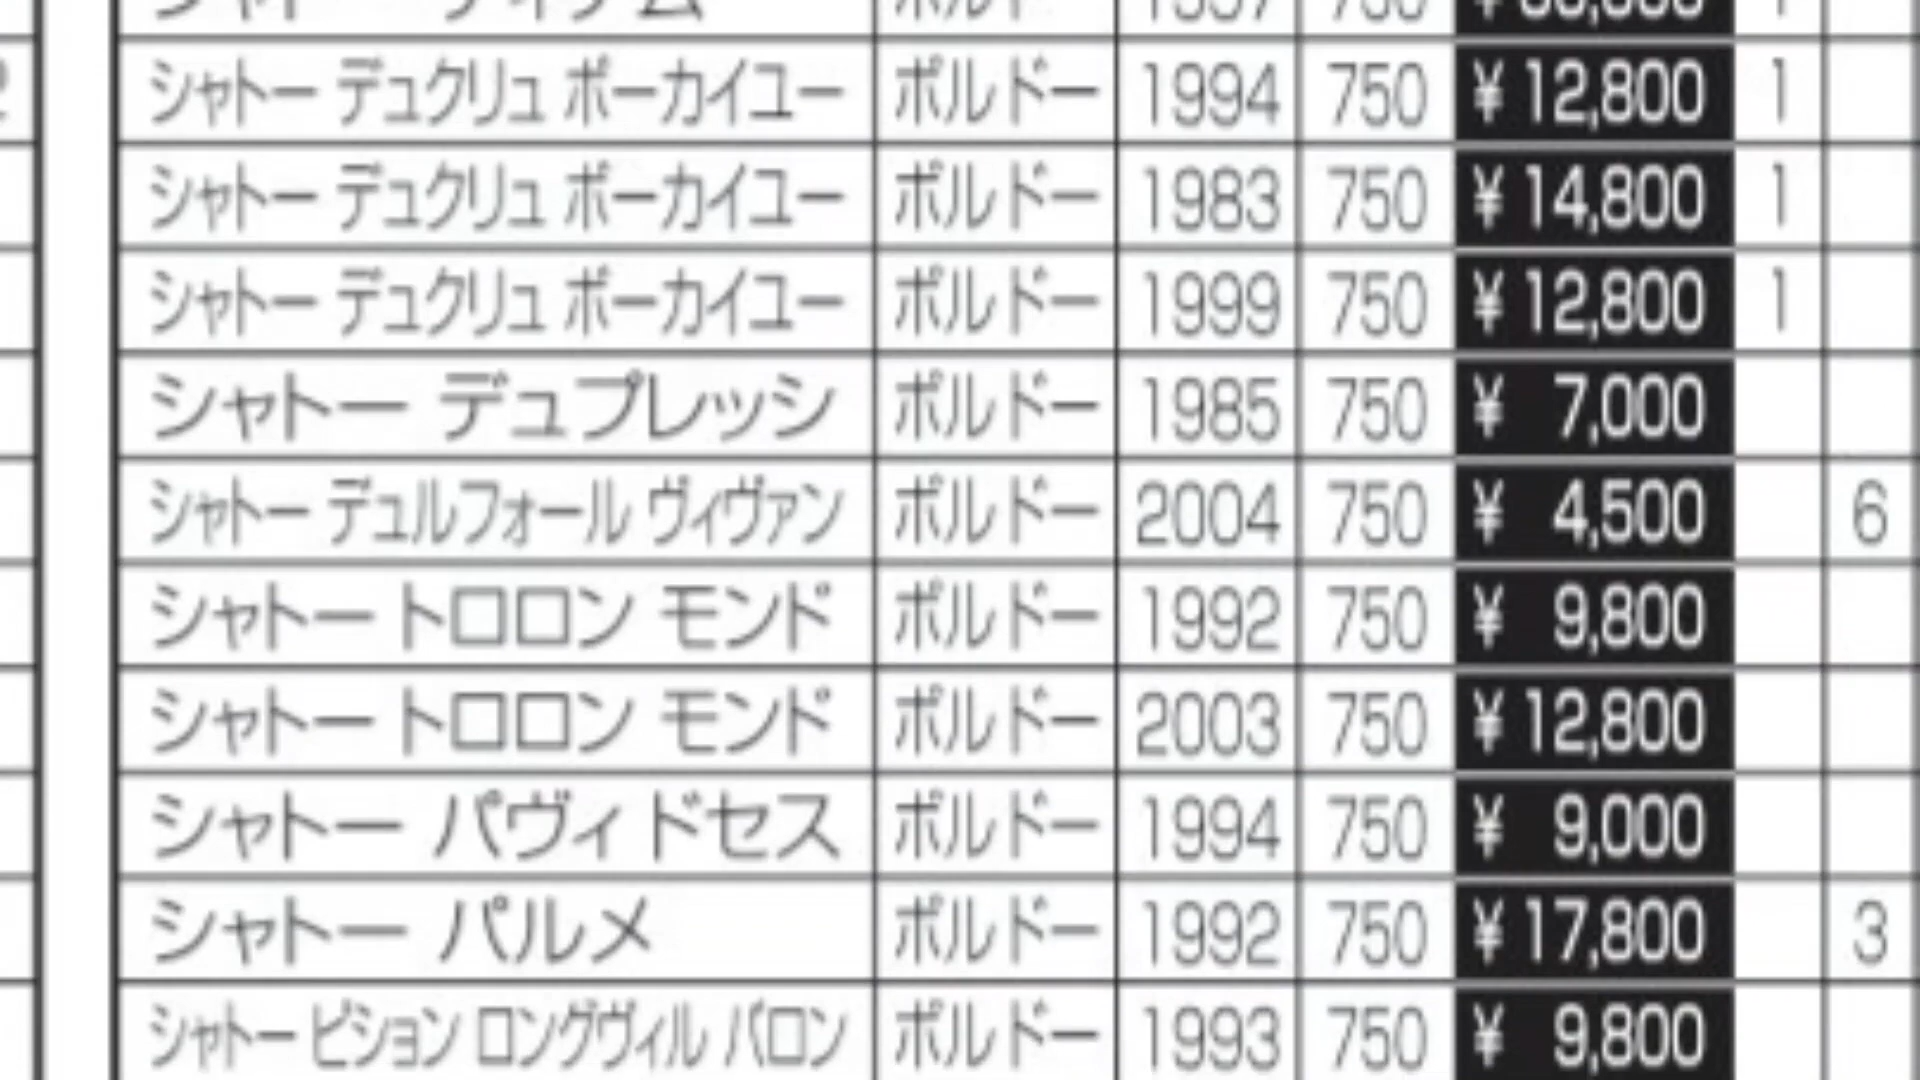 シャトー デュクリュ ボーカイユー ボルドー 1994 750 ¥12,800 1
シャトー デュクリュ ボーカイユー ボルドー 1983 750 ¥14,800 1
シャトー デュクリュ ボーカイユー ボルドー 1999 750 ¥12,800 1
シャトー デュプレッシ ボルドー 1985 750 ¥ 7,000
シャトー デュルフォール ヴィヴァン ボルドー 2004 750 ¥ 4,500 6
シャトー トロロン モンド ボルドー 1992 750 ¥ 9,800
シャトー トロロン モンド ボルドー 2003 750 ¥12,800
シャトー パヴィ ドセス ボルドー 1994 750 ¥ 9,000
シャトー パルメ ボルドー 1992 750 ¥17,800 3
シャトー ピション ロングヴィル バロン ボルドー 1993 750 ¥ 9,800